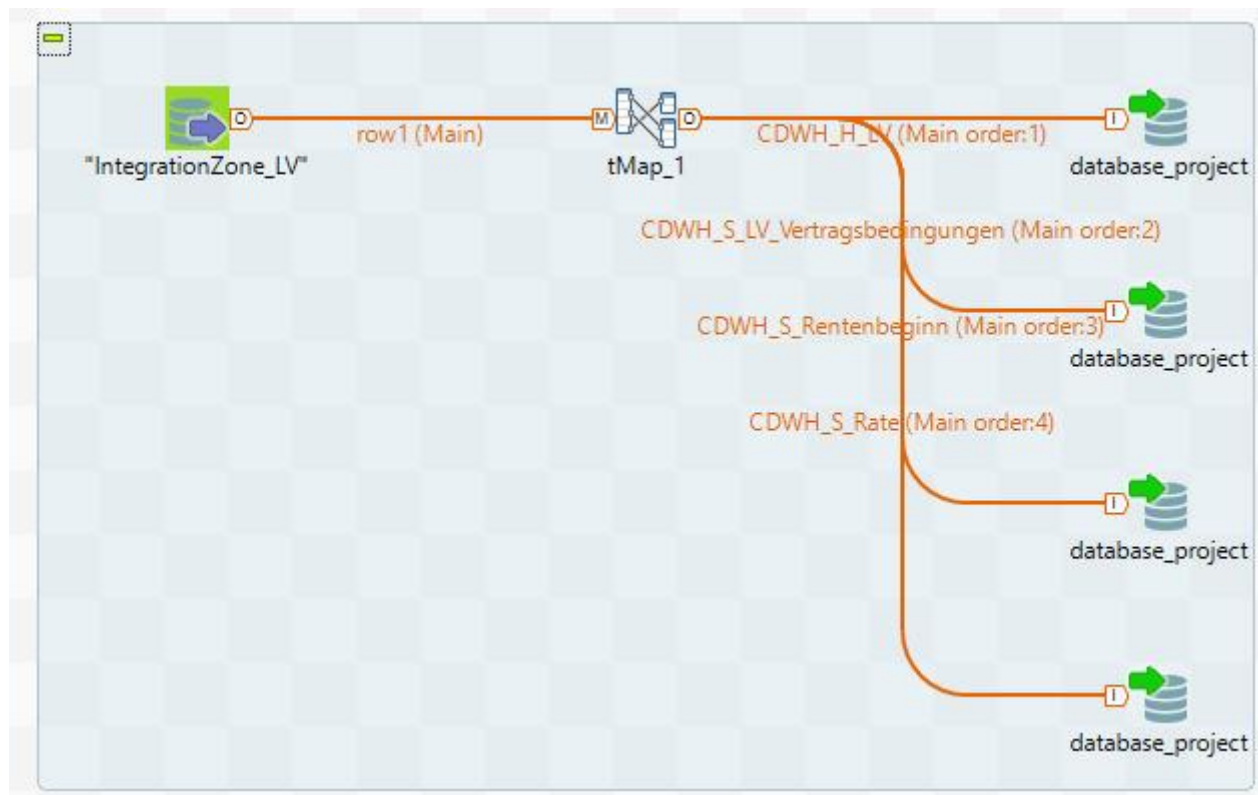 O
row1 (Main)
M
O
CDWH_H_LV (Main order:1)
I
"IntegrationZone_LV"
tMap_1
database_project
CDWH_S_LV_Vertragsbedingungen (Main order:2)
I
CDWH_S_Rentenbeginn (Main order:3)
database_project
CDWH_S_Rate (Main order:4)
I
database_project
I
database_project